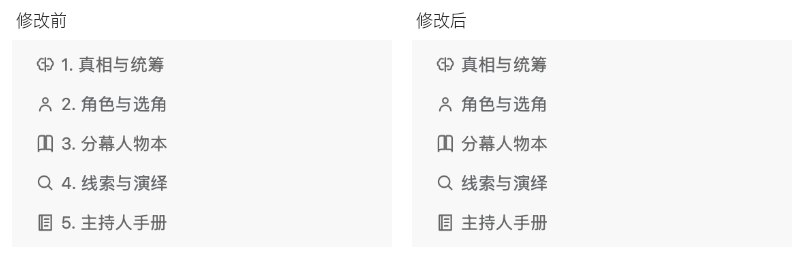 修改前
1. 真相与统筹
2. 角色与选角
3. 分幕人物本
4. 线索与演绎
5. 主持人手册
修改后
真相与统筹
角色与选角
分幕人物本
线索与演绎
主持人手册